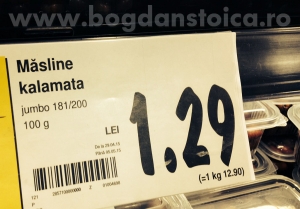 www.bogdanstoica.ro
Măsline
kalamata
jumbo 181/200
100 g
LEI
1.29
(=1 kg 12.90)